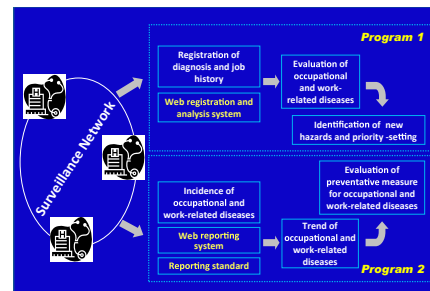 Program 1
Surveillance Network
Registration of
diagnosis and job
history
Web registration and
analysis system
Evaluation of
occupational
and work-
related diseases
Identification of new
hazards and priority -setting
Evaluation of
preventative measure
for occupational and
work-related diseases
Incidence of
occupational and
work-related diseases
Web reporting
system
Reporting standard
Trend of
occupational and
work-related
diseases
Program 2